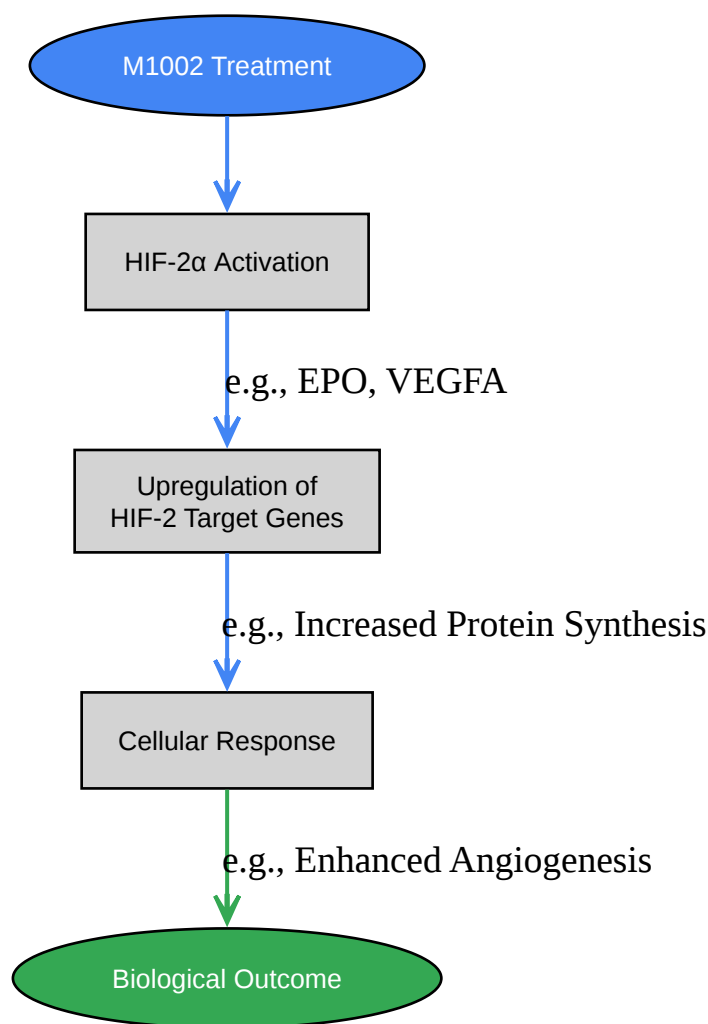 M1002 Treatment
HIF-2α Activation
e.g., EPO, VEGFA
Upregulation of
HIF-2 Target Genes
e.g., Increased Protein Synthesis
Cellular Response
e.g., Enhanced Angiogenesis
Biological Outcome